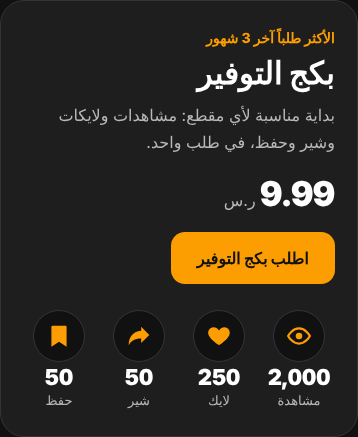 الأكثر طلباً آخر 3 شهور
بكج التوفير
بداية مناسبة لأي مقطع: مشاهدات ولايكات
وشير وحفظ، في طلب واحد.
9.99 ر.س
اطلب بكج التوفير
2,000 250 50 50
مشاهدة لايك شير حفظ